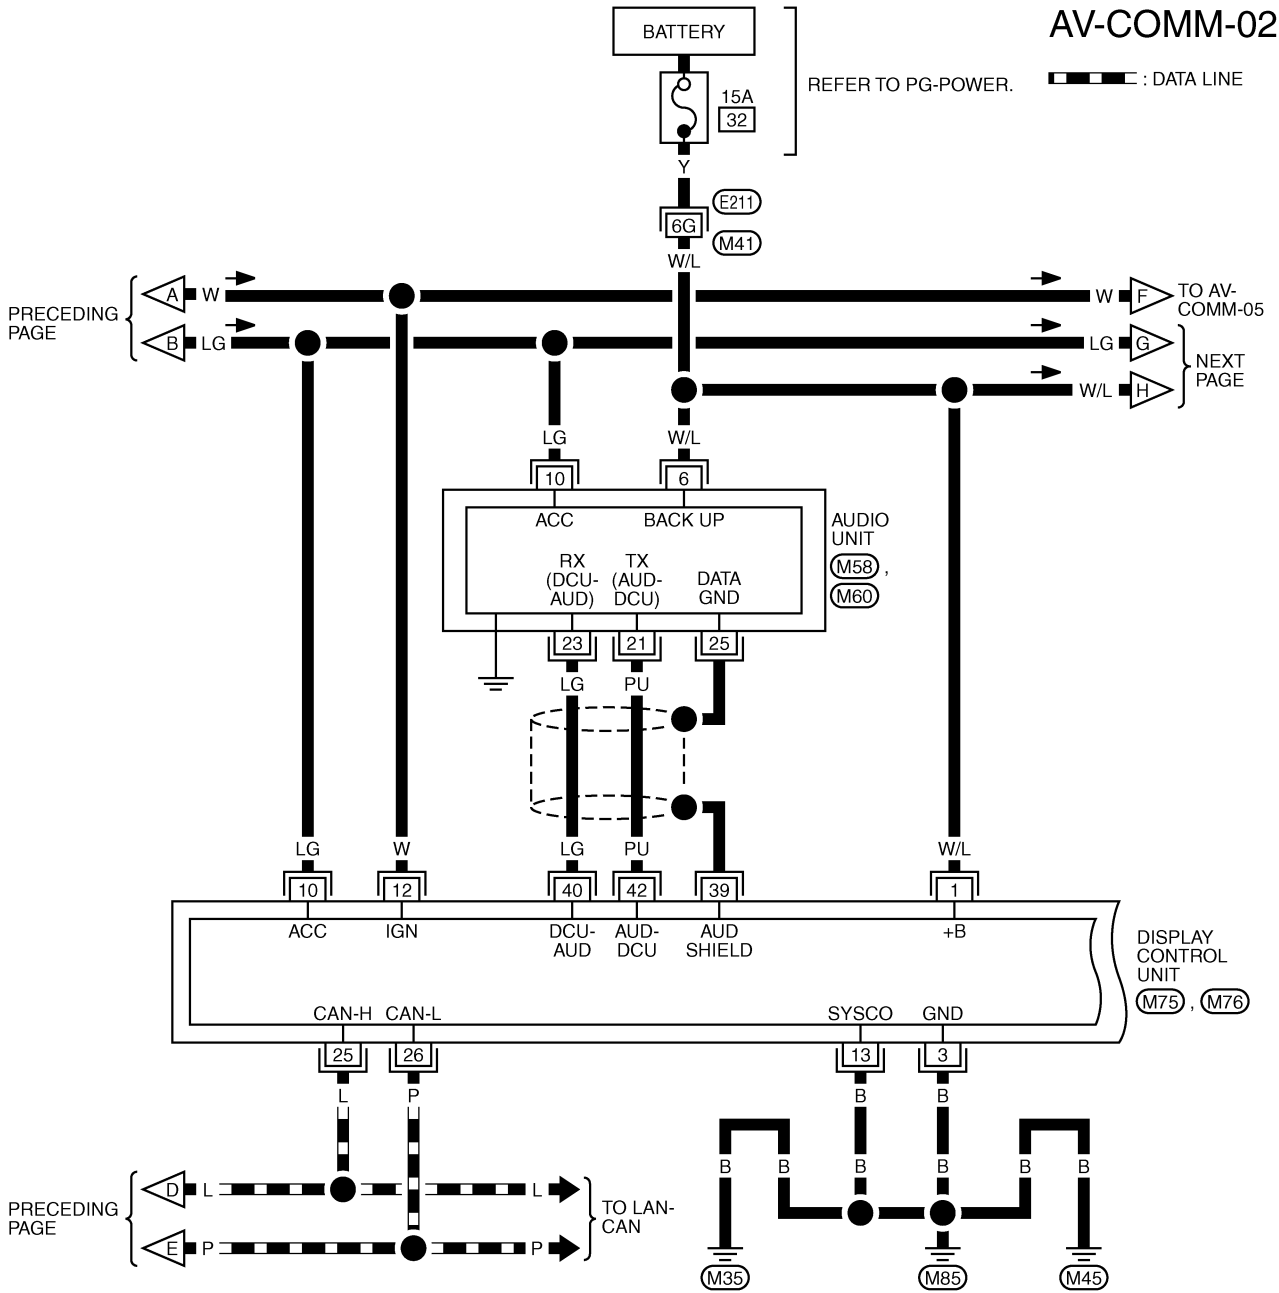 AV-COMM-02
BATTERY
: DATA LINE
REFER TO PG-POWER.
15A
32
Y
E211
6G
M41
W/L
A W
W F
TO AV-
COMM-05
PRECEDING
PAGE
B LG
LG G
NEXT
PAGE
W/L H
LG
W/L
10
6
ACC
BACK UP
AUDIO
UNIT
M58 ,
M60
RX
(DCU-
AUD)
TX
(AUD-
DCU)
DATA
GND
23
21
25
LG
PU
LG
W
LG
PU
W/L
10
12
40
42
39
1
ACC
IGN
DCU-
AUD
AUD-
DCU
AUD
SHIELD
+B
DISPLAY
CONTROL
UNIT
M75 , M76
CAN-H
CAN-L
SYSCO
GND
25
26
13
3
L
P
B
B
B
B
B
B
B
B
PRECEDING
PAGE
D L
L
E P
P
TO LAN-
CAN
M35
M85
M45